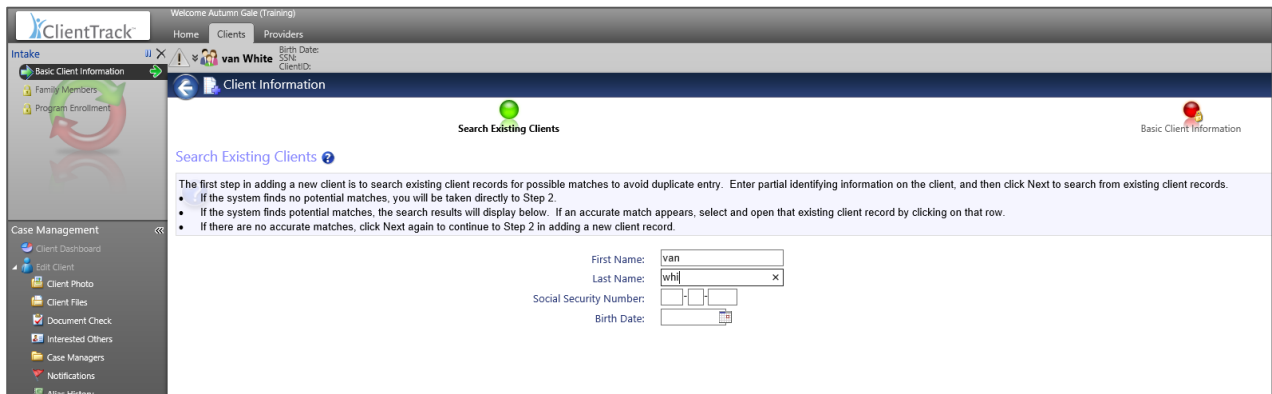 ClientTrack™
Welcome Autumn Gale (Training)
Home Clients Providers
Intake
Basic Client Information
Family Members
Program Enrollment
van White
Birth Date:
SSN:
ClientID:
Client Information
Search Existing Clients
Basic Client Information
Search Existing Clients
The first step in adding a new client is to search existing client records for possible matches to avoid duplicate entry. Enter partial identifying information on the client, and then click Next to search from existing client records.
• If the system finds no potential matches, you will be taken directly to Step 2.
• If the system finds potential matches, the search results will display below. If an accurate match appears, select and open that existing client record by clicking on that row.
• If there are no accurate matches, click Next again to continue to Step 2 in adding a new client record.
First Name: van
Last Name: whi
Social Security Number: - -
Birth Date:
Case Management
Client Dashboard
Edit Client
Client Photo
Client Files
Document Check
Interested Others
Case Managers
Notifications
Alias History